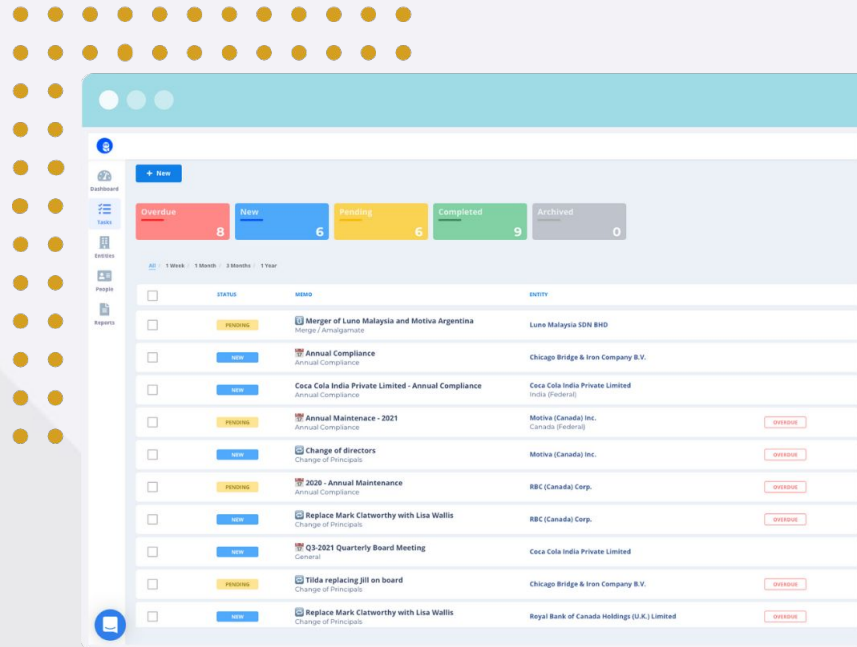 + New
Dashboard
Tasks
Entities
People
Reports
Overdue
8
New
6
Pending
6
Completed
9
Archived
0
All / 1 Week / 1 Month / 3 Months / 1 Year
STATUS MEMO ENTITY
PENDING Merger of Luno Malaysia and Motiva Argentina Luno Malaysia SDN BHD
Merge / Amalgamate
NEW Annual Compliance Chicago Bridge & Iron Company B.V.
Annual Compliance
NEW Coca Cola India Private Limited - Annual Compliance Coca Cola India Private Limited
Annual Compliance India (Federal)
PENDING Annual Maintenace - 2021 Motiva (Canada) Inc. OVERDUE
Annual Compliance Canada (Federal)
NEW Change of directors Motiva (Canada) Inc. OVERDUE
Change of Principals
PENDING 2020 - Annual Maintenance RBC (Canada) Corp. OVERDUE
Annual Compliance
NEW Replace Mark Clatworthy with Lisa Wallis RBC (Canada) Corp. OVERDUE
Change of Principals
NEW Q3-2021 Quarterly Board Meeting Coca Cola India Private Limited
General
PENDING Tilda replacing Jill on board Chicago Bridge & Iron Company B.V. OVERDUE
Change of Principals
NEW Replace Mark Clatworthy with Lisa Wallis Royal Bank of Canada Holdings (U.K.) Limited OVERDUE
Change of Principals